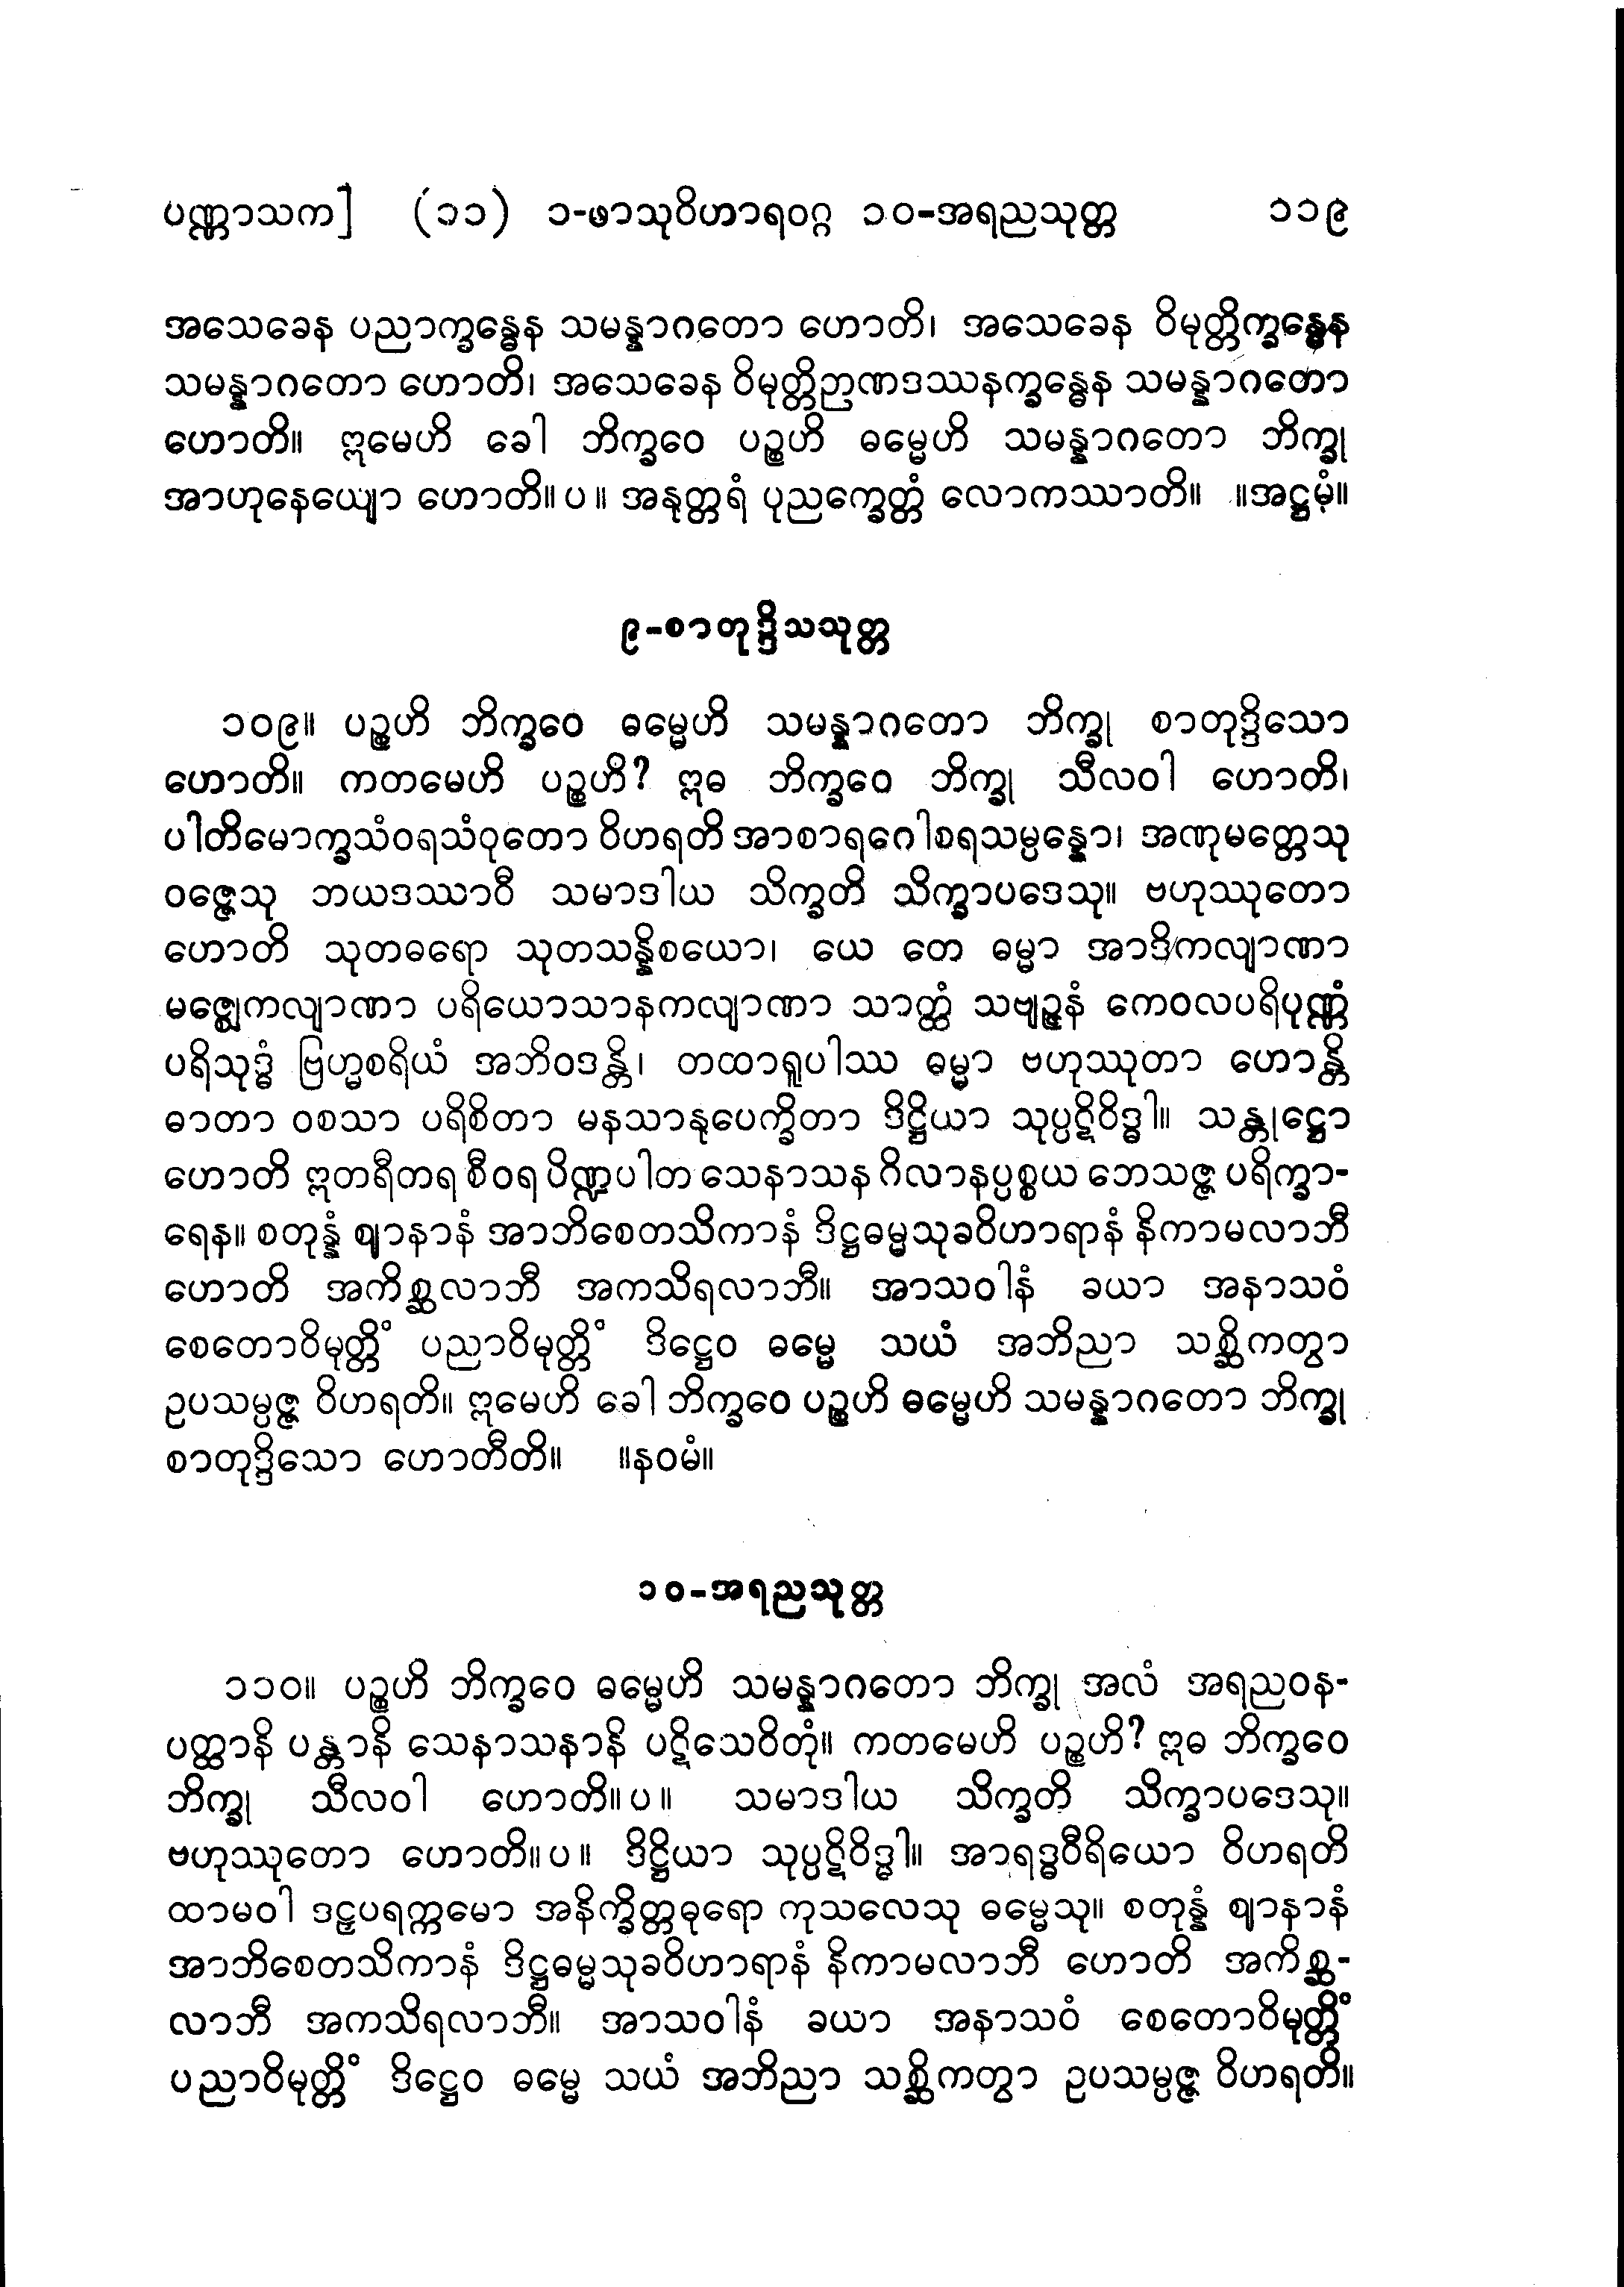 ပဏ္ဏာသက] (၁၁) ၁-ဖာသုဝိဟာရဝဂ္ဂ ၁၀-အရညသုတ္တ ၁၁၉
အသေခေန ပညာက္ခန္ဓေန သမန္နာဂတော ဟောတိ၊ အသေခေန ဝိမုတ္တိက္ခန္ဓေန
သမန္နာဂတော ဟောတိ၊ အသေခေန ဝိမုတ္တိဉာဏဒဿနက္ခန္ဓေန သမန္နာဂတော
ဟောတိ။ ဣမေဟိ ခေါ ဘိက္ခဝေ ပဉ္စဟိ ဓမ္မေဟိ သမန္နာဂတော ဘိက္ခု
အာဟုနေယျော ဟောတိ။ပ။ အနုတ္တရံ ပုညက္ခေတ္တံ လောကဿာတိ။ ။အဋ္ဌမံ။
၉-စာတုဒ္ဒိသသုတ္တ
၁၀၉။ ပဉ္စဟိ ဘိက္ခဝေ ဓမ္မေဟိ သမန္နာဂတော ဘိက္ခု စာတုဒ္ဒိသော
ဟောတိ။ ကတမေဟိ ပဉ္စဟိ? ဣဓ ဘိက္ခဝေ ဘိက္ခု သီလဝါ ဟောတိ၊
ပါတိမောက္ခသံဝရသံဝုတော ဝိဟရတိ အာစာရဂေါစရသမ္ပန္နော၊ အဏုမတ္တေသု
ဝဇ္ဇေသု ဘယဒဿာဝီ သမာဒါယ သိက္ခတိ သိက္ခာပဒေသု။ ဗဟုဿုတော
ဟောတိ သုတဓရော သုတသန္နိစယော၊ ယေ တေ ဓမ္မာ အာဒိကလျာဏာ
မဇ္ဈေကလျာဏာ ပရိယောသာနကလျာဏာ သာတ္ထံ သဗျဉ္ဇနံ ကေဝလပရိပုဏ္ဏံ
ပရိသုဒ္ဓံ ဗြဟ္မစရိယံ အဘိဝဒန္တိ၊ တထာရူပါဿ ဓမ္မာ ဗဟုဿုတာ ဟောန္တိ
ဓာတာ ဝစသာ ပရိစိတာ မနသာနုပေက္ခိတာ ဒိဋ္ဌိယာ သုပ္ပဋိဝိဒ္ဓါ။ သန္တုဋ္ဌော
ဟောတိ ဣတရီတရ စီဝရ ပိဏ္ဍပါတ သေနာသန ဂိလာနပ္ပစ္စယ ဘေသဇ္ဇ ပရိက္ခာ-
ရေန။ စတုန္နံ ဈာနာနံ အာဘိစေတသိကာနံ ဒိဋ္ဌဓမ္မသုခဝိဟာရာနံ နိကာမလာဘီ
ဟောတိ အကိစ္ဆလာဘီ အကသိရလာဘီ။ အာသဝါနံ ခယာ အနာသဝံ
စေတောဝိမုတ္တိံ ပညာဝိမုတ္တိံ ဒိဋ္ဌေဝ ဓမ္မေ သယံ အဘိညာ သစ္ဆိကတွာ
ဥပသမ္ပဇ္ဇ ဝိဟရတိ။ ဣမေဟိ ခေါ ဘိက္ခဝေ ပဉ္စဟိ ဓမ္မေဟိ သမန္နာဂတော ဘိက္ခု
စာတုဒ္ဒိသော ဟောတီတိ။ ။နဝမံ။
၁၀-အရညသုတ္တ
၁၁၀။ ပဉ္စဟိ ဘိက္ခဝေ ဓမ္မေဟိ သမန္နာဂတော ဘိက္ခု အလံ အရညဝန-
ပတ္ထာနိ ပန္တာနိ သေနာသနာနိ ပဋိသေဝိတုံ။ ကတမေဟိ ပဉ္စဟိ? ဣဓ ဘိက္ခဝေ
ဘိက္ခု သီလဝါ ဟောတိ။ပ။ သမာဒါယ သိက္ခတိ သိက္ခာပဒေသု။
ဗဟုဿုတော ဟောတိ။ပ။ ဒိဋ္ဌိယာ သုပ္ပဋိဝိဒ္ဓါ။ အာရဒ္ဓဝီရိယော ဝိဟရတိ
ထာမဝါ ဒဠှပရက္ကမော အနိက္ခိတ္တဓုရော ကုသလေသု ဓမ္မေသု။ စတုန္နံ ဈာနာနံ
အာဘိစေတသိကာနံ ဒိဋ္ဌဓမ္မသုခဝိဟာရာနံ နိကာမလာဘီ ဟောတိ အကိစ္ဆ-
လာဘီ အကသိရလာဘီ။ အာသဝါနံ ခယာ အနာသဝံ စေတောဝိမုတ္တိံ
ပညာဝိမုတ္တိံ ဒိဋ္ဌေဝ ဓမ္မေ သယံ အဘိညာ သစ္ဆိကတွာ ဥပသမ္ပဇ္ဇ ဝိဟရတိ။